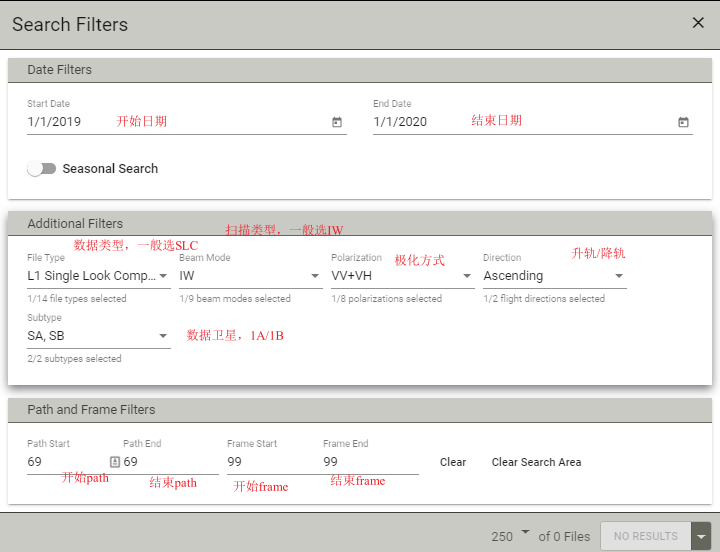 Search Filters
Date Filters
Start Date
1/1/2019
开始日期
End Date
1/1/2020
结束日期
Seasonal Search
Additional Filters
扫描类型，一般选IW
数据类型，一般选SLC
File Type
L1 Single Look Comp...
1/14 file types selected
Beam Mode
IW
1/9 beam modes selected
Polarization
极化方式
VV+VH
1/8 polarizations selected
Direction
升轨/降轨
Ascending
1/2 flight directions selected
Subtype
SA, SB
数据卫星，1A/1B
2/2 subtypes selected
Path and Frame Filters
Path Start
69
开始path
Path End
69
结束path
Frame Start
99
开始frame
Frame End
99
结束frame
Clear
Clear Search Area
250
of 0 Files
NO RESULTS